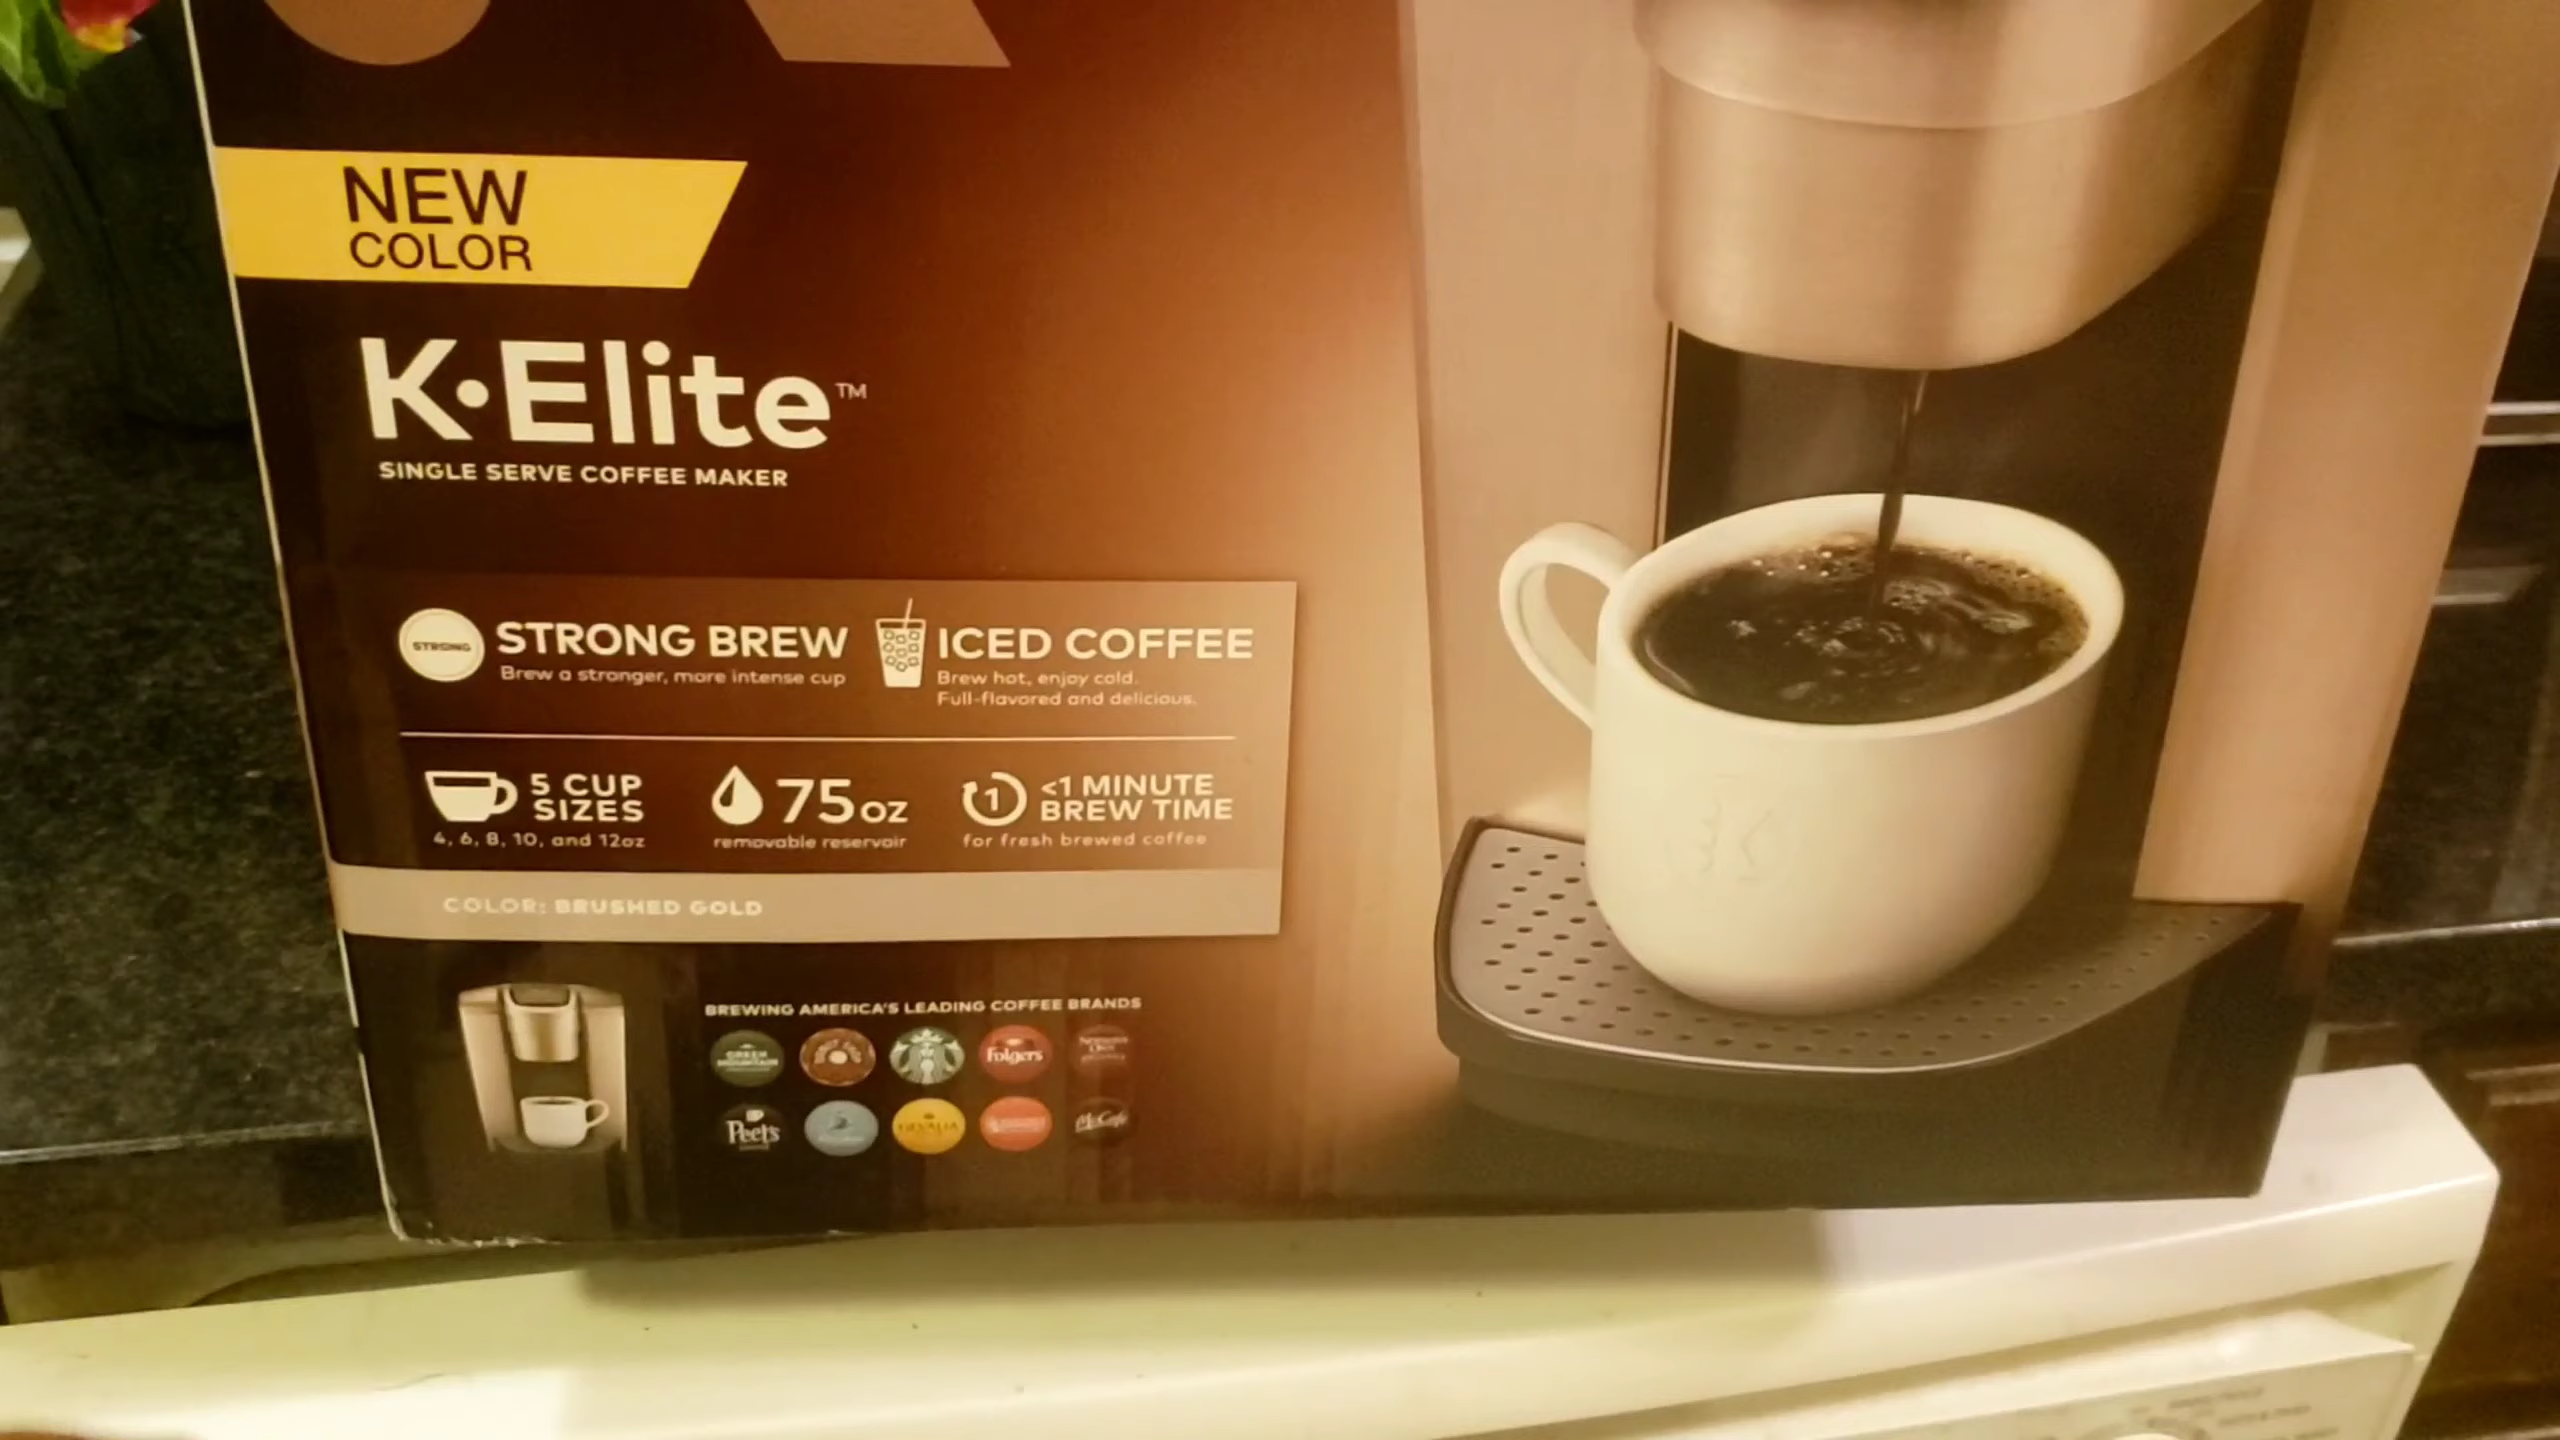 NEW
COLOR
K•Elite™
SINGLE SERVE COFFEE MAKER
STRONG
STRONG BREW
Brew a stronger, more intense cup
ICED COFFEE
Brew hot, enjoy cold.
Full-flavored and delicious.
5 CUP
SIZES
4, 6, 8, 10, and 12oz
75oz
removable reservoir
1
<1 MINUTE
BREW TIME
for fresh brewed coffee
COLOR: BRUSHED GOLD
BREWING AMERICA'S LEADING COFFEE BRANDS
GREEN
MOUNTAIN
Folgers
Peet's
GEVALIA
McCafé